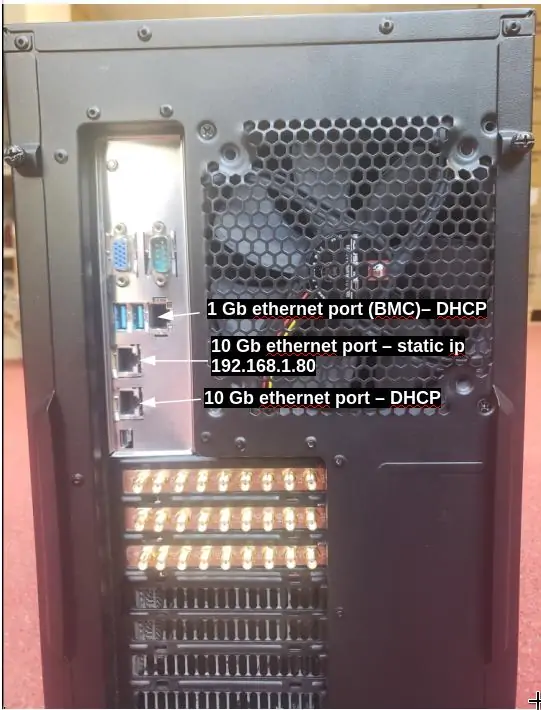 1 Gb ethernet port (BMC)– DHCP
10 Gb ethernet port – static ip
192.168.1.80
10 Gb ethernet port – DHCP